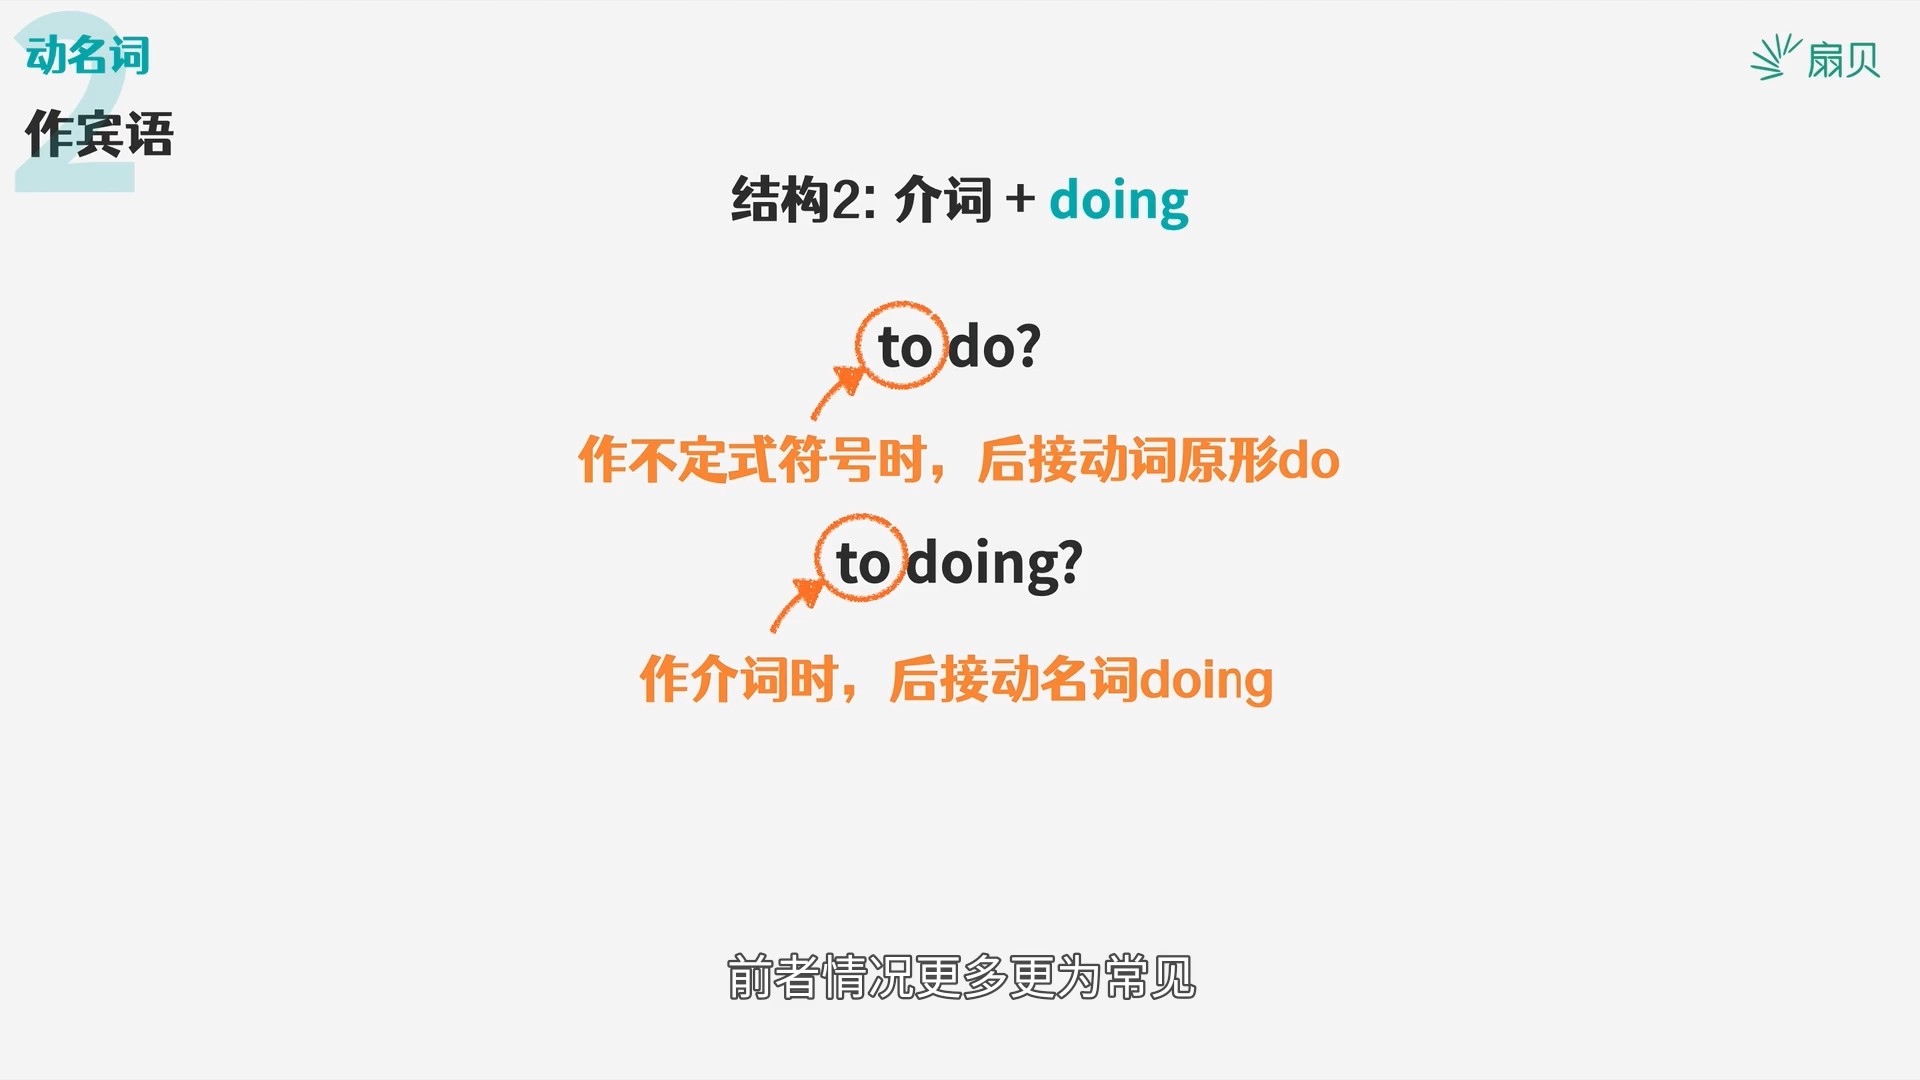 2
动名词
作宾语
扇贝
结构2: 介词 + doing
to do?
作不定式符号时，后接动词原形do
to doing?
作介词时，后接动名词doing
前者情况更多更为常见